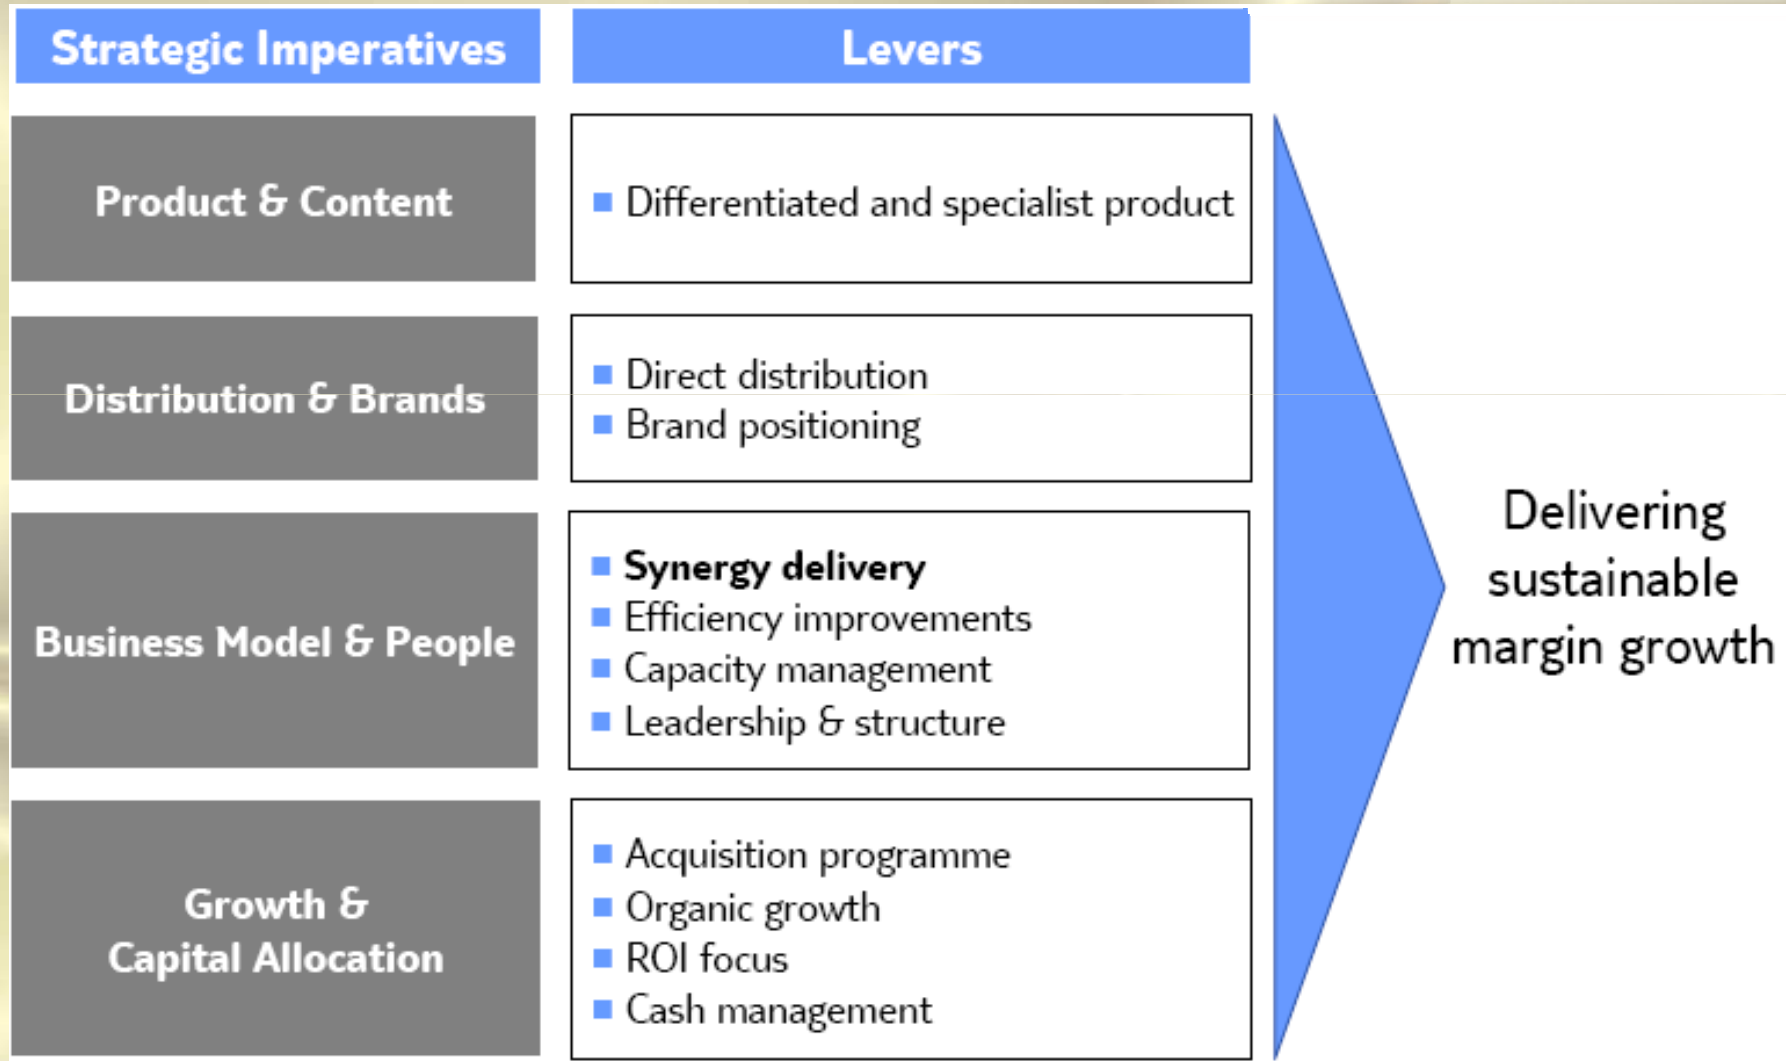 Strategic Imperatives
Levers
Product & Content
Differentiated and specialist product
Distribution & Brands
Direct distribution
Brand positioning
Business Model & People
Synergy delivery
Efficiency improvements
Capacity management
Leadership & structure
Growth &
Capital Allocation
Acquisition programme
Organic growth
ROI focus
Cash management
Delivering
sustainable
margin growth